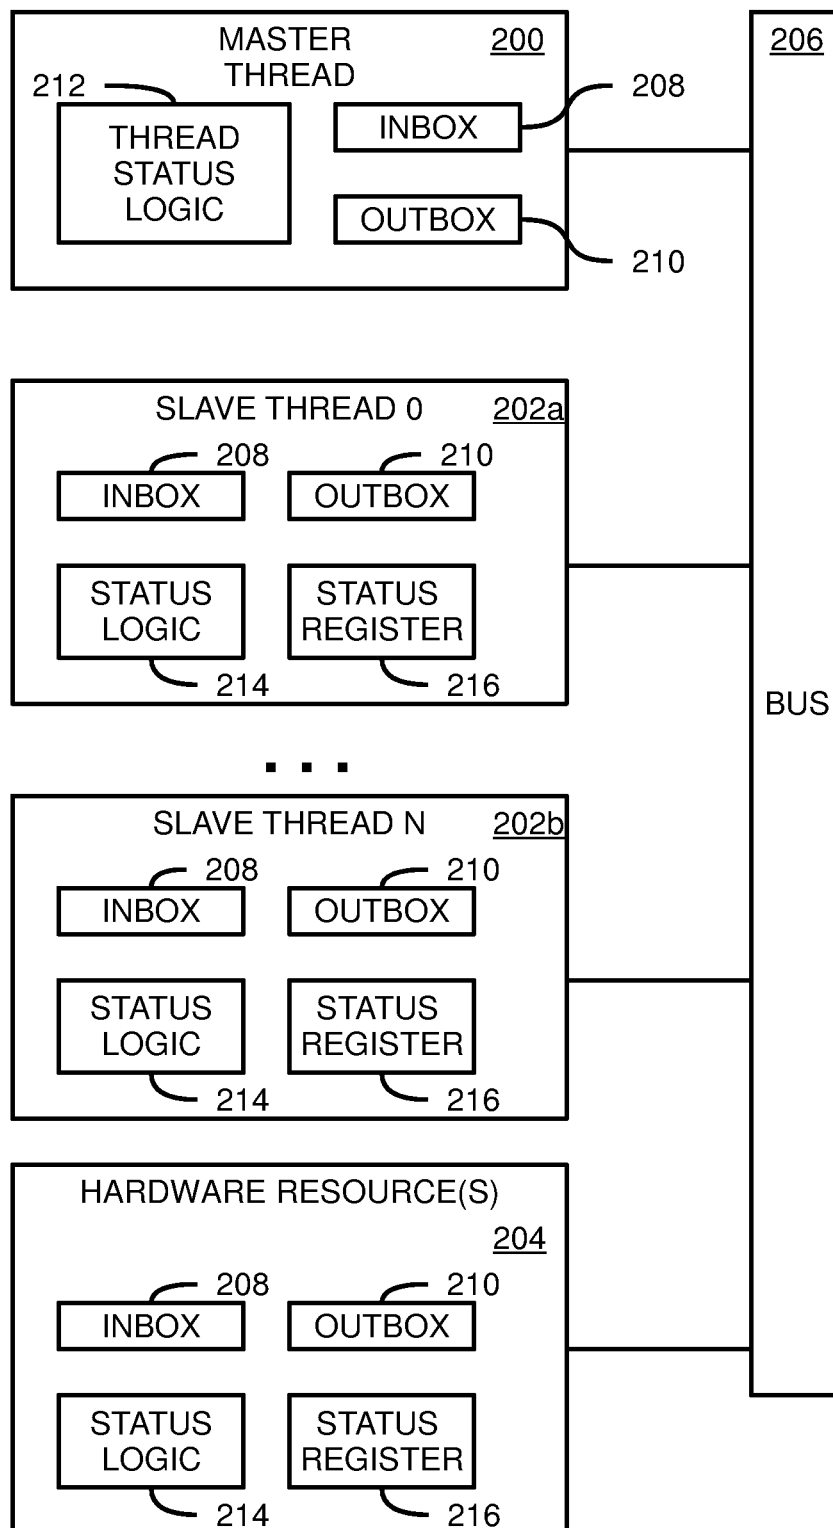 MASTER
THREAD
200
206
212
208
THREAD
STATUS
LOGIC
INBOX
OUTBOX
210
SLAVE THREAD 0
202a
208
210
INBOX
OUTBOX
STATUS
LOGIC
STATUS
REGISTER
214
216
BUS
. . .
SLAVE THREAD N
202b
208
210
INBOX
OUTBOX
STATUS
LOGIC
STATUS
REGISTER
214
216
HARDWARE RESOURCE(S)
204
208
210
INBOX
OUTBOX
STATUS
LOGIC
STATUS
REGISTER
214
216